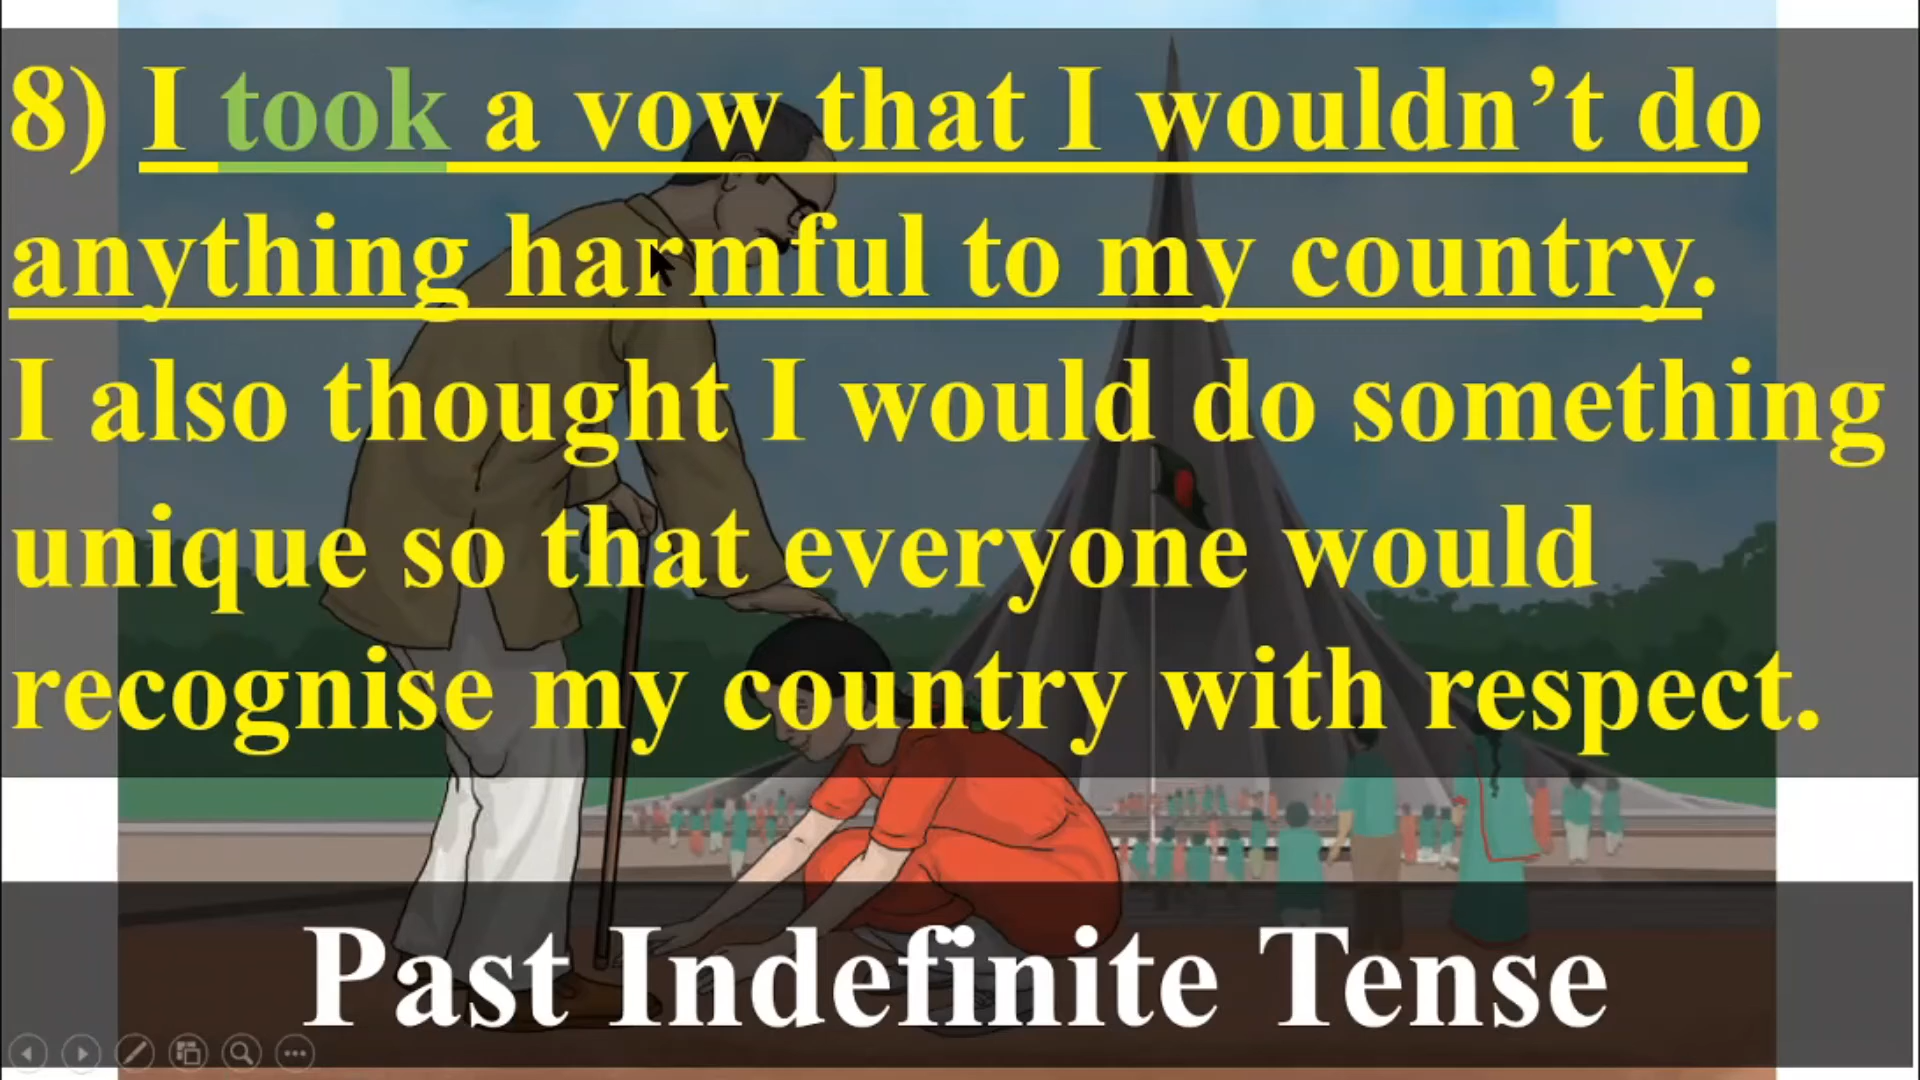 8) I took a vow that I wouldn’t do
anything harmful to my country.
I also thought I would do something
unique so that everyone would
recognise my country with respect.
Past Indefinite Tense